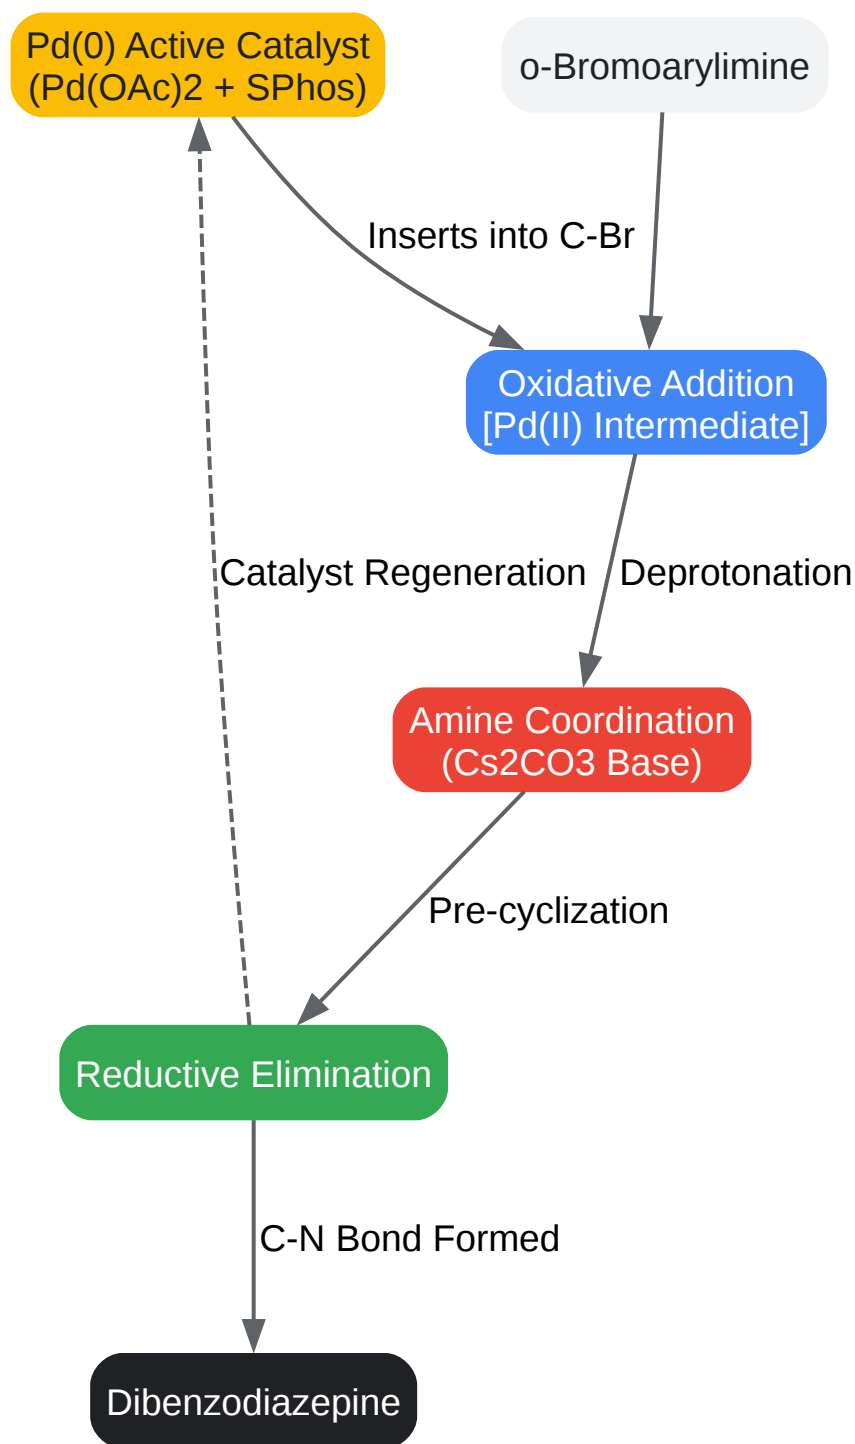 Pd(0) Active Catalyst
(Pd(OAc)2 + SPhos)
o-Bromoarylimine
Inserts into C-Br
Oxidative Addition
[Pd(II) Intermediate]
Catalyst Regeneration
Deprotonation
Amine Coordination
(Cs2CO3 Base)
Pre-cyclization
Reductive Elimination
C-N Bond Formed
Dibenzodiazepine